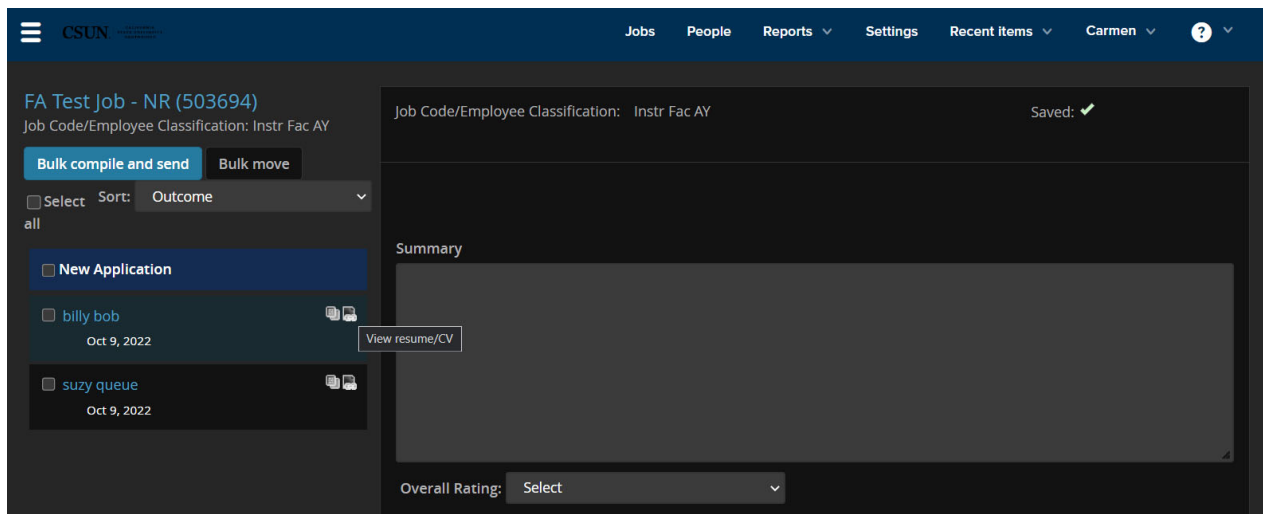 CSUN
Jobs People Reports Settings Recent items Carmen ?
FA Test Job - NR (503694)
Job Code/Employee Classification: Instr Fac AY
Bulk compile and send Bulk move
Select all Sort: Outcome
New Application
billy bob
Oct 9, 2022
View resume/CV
suzy queue
Oct 9, 2022
Job Code/Employee Classification: Instr Fac AY Saved:
Summary
Overall Rating: Select